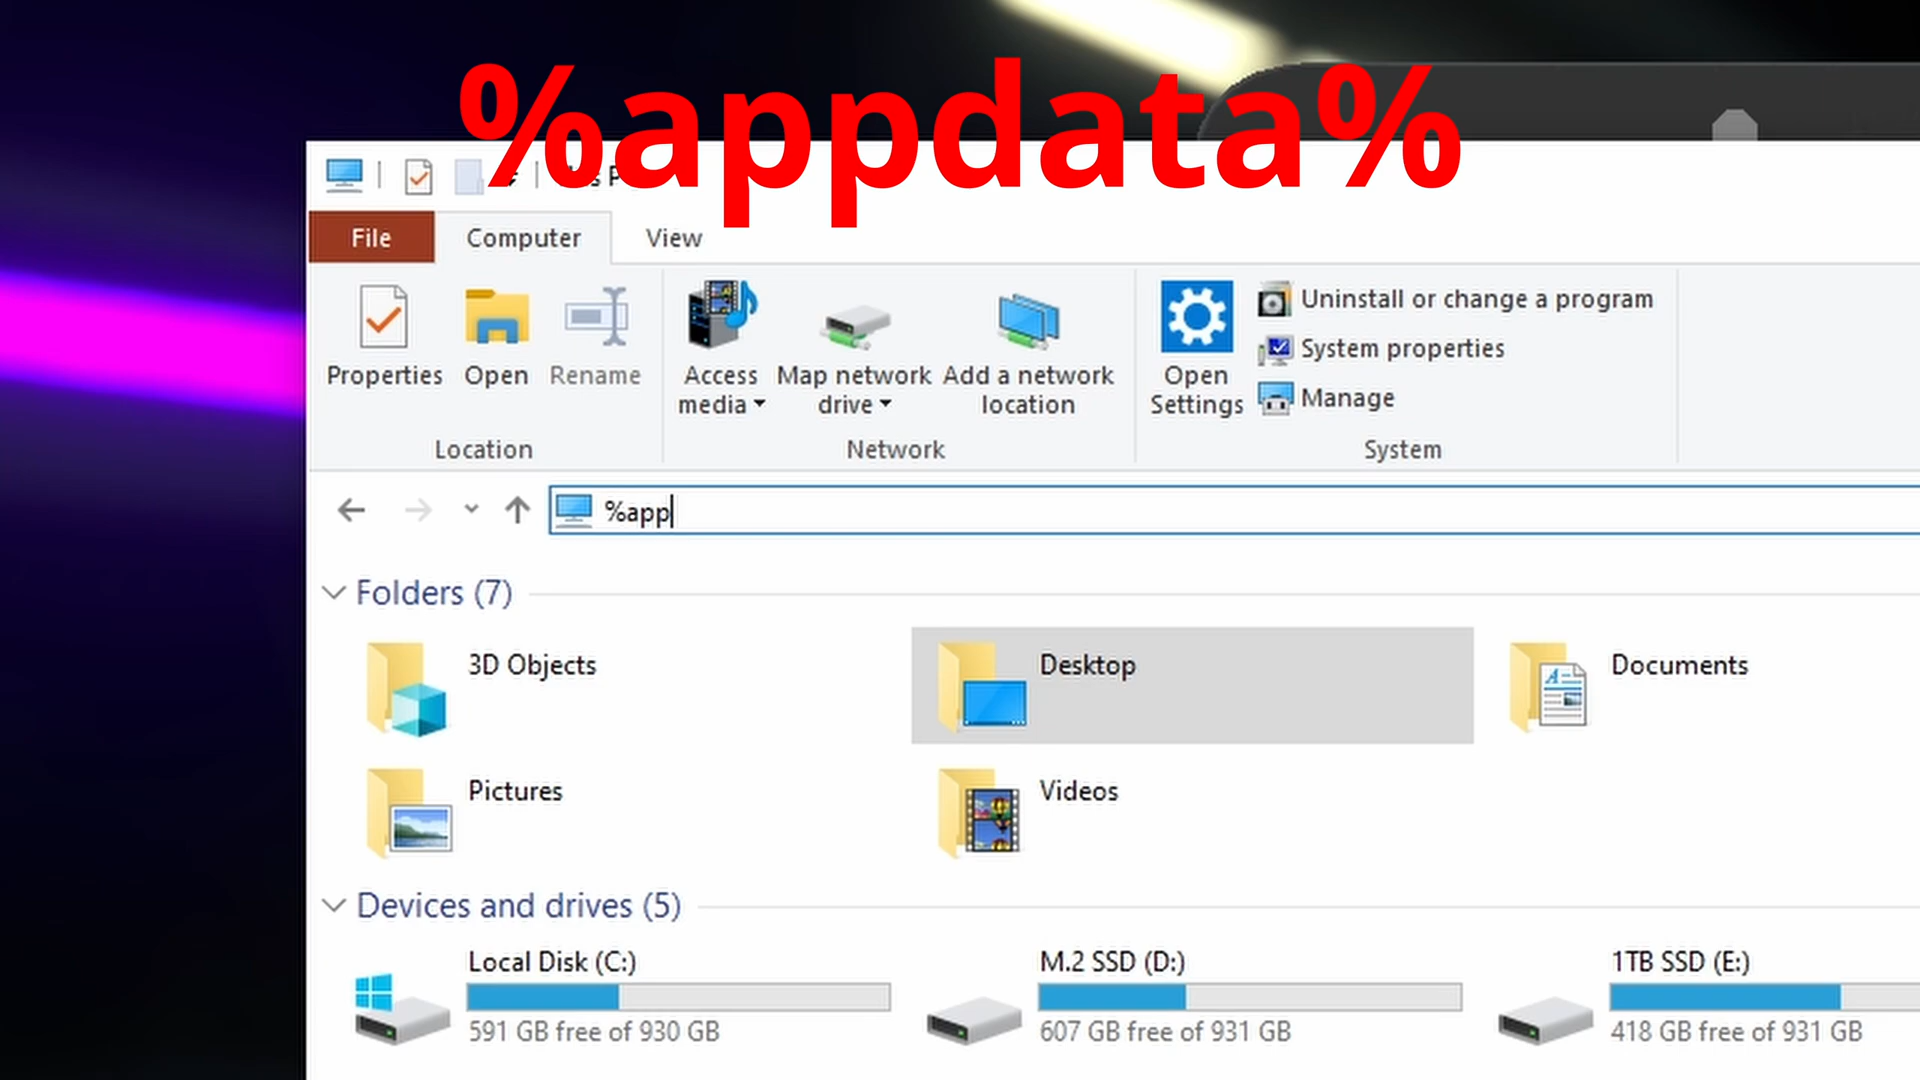 %appdata%
File Computer View
Properties Open Rename Access media Map network drive Add a network location Open Settings Uninstall or change a program
System properties
Manage
Location Network System
%app
Folders (7)
3D Objects Desktop Documents
Pictures Videos
Devices and drives (5)
Local Disk (C:) M.2 SSD (D:) 1TB SSD (E:)
591 GB free of 930 GB 607 GB free of 931 GB 418 GB free of 931 GB